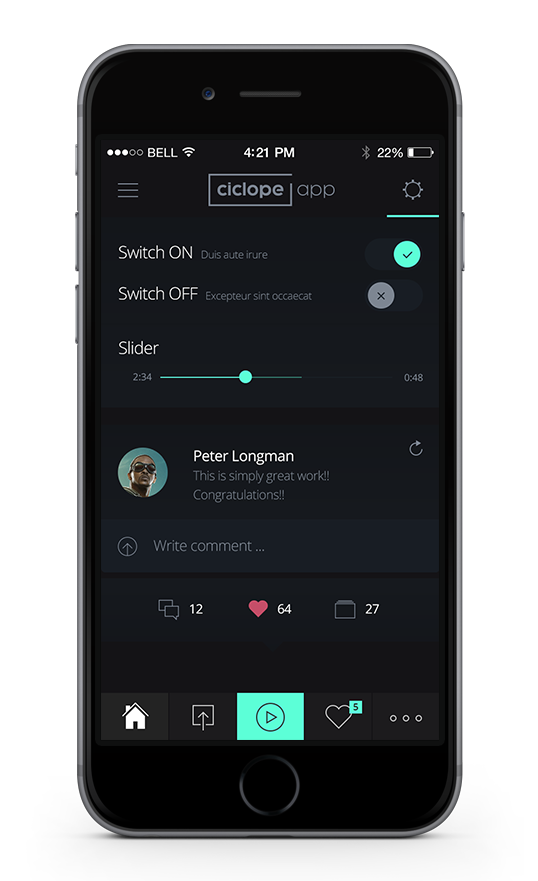 BELL 4:21 PM 22%
ciclope app
Switch ON Duis aute irure
Switch OFF Excepteur sint occaecat
Slider
2:34 0:48
Peter Longman
This is simply great work!!
Congratulations!!
Write comment ...
12 64 27
5